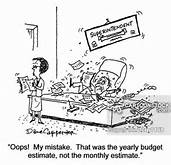 SUPERINTENDENT
"Oops! My mistake. That was the yearly budget
estimate, not the monthly estimate."